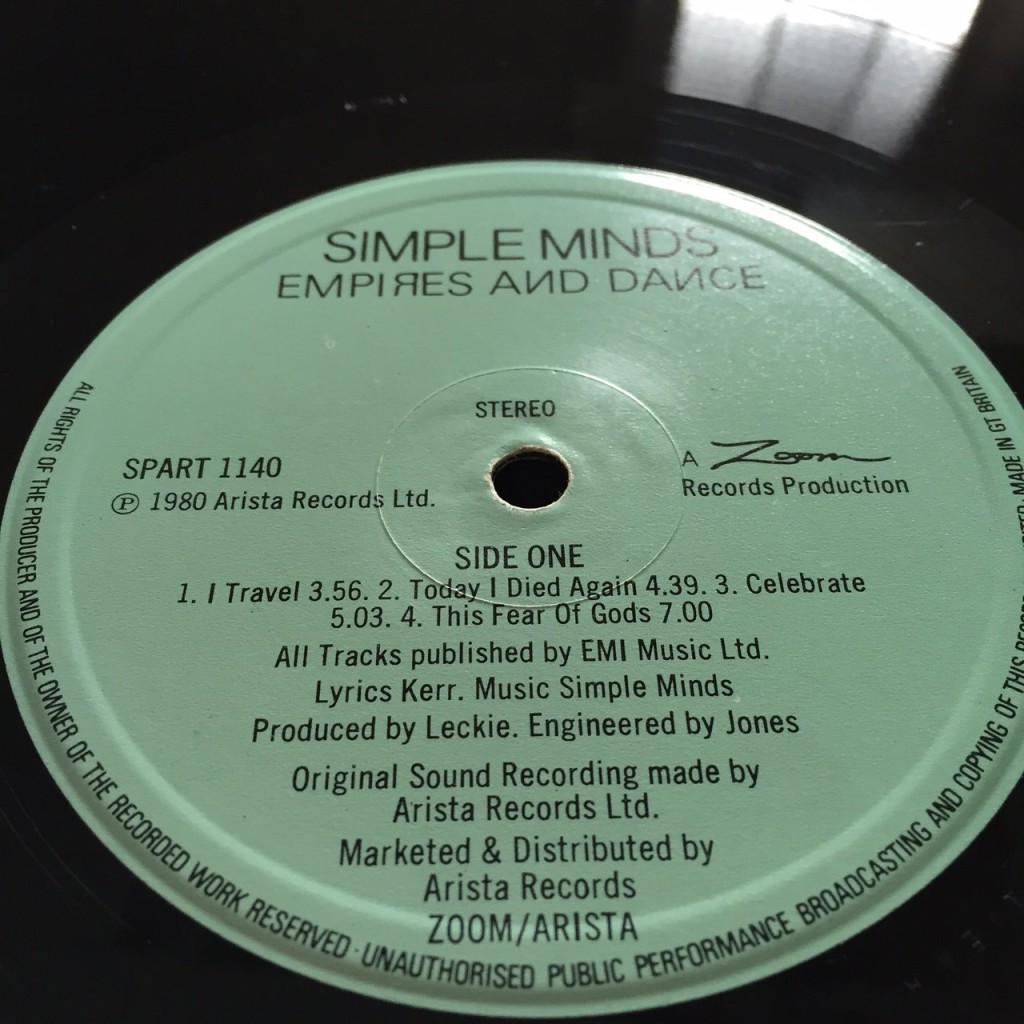 SIMPLE MINDS
EMPIЯES AИD DAИCE
STEREO
SPART 1140
℗ 1980 Arista Records Ltd.
A Zoom
Records Production
SIDE ONE
1. I Travel 3.56. 2. Today I Died Again 4.39. 3. Celebrate
5.03. 4. This Fear Of Gods 7.00
All Tracks published by EMI Music Ltd.
Lyrics Kerr. Music Simple Minds
Produced by Leckie. Engineered by Jones
Original Sound Recording made by
Arista Records Ltd.
Marketed & Distributed by
Arista Records
ZOOM/ARISTA
ALL RIGHTS OF THE PRODUCER AND OF THE OWNER OF THE RECORDED WORK RESERVED · UNAUTHORISED PUBLIC PERFORMANCE BROADCASTING AND COPYING OF THIS MADE IN GT BRITAIN